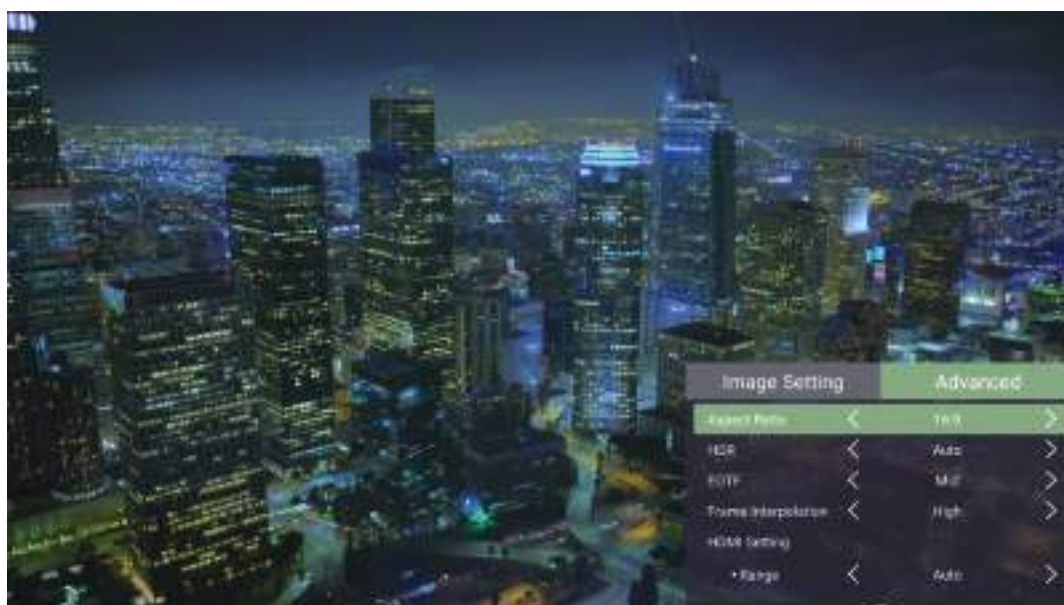 Image Setting Advanced
Aspect Ratio 16:9
HDR Auto
EOTF Mid
Frame Interpolation High
HDMI Setting
• Range Auto